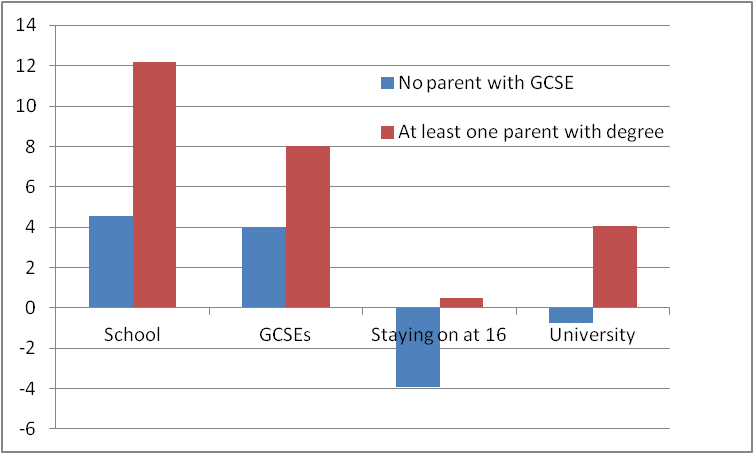 14
12
10
8
6
4
2
0
-2
-4
-6
No parent with GCSE
At least one parent with degree
School
GCSEs
Staying on at 16
University